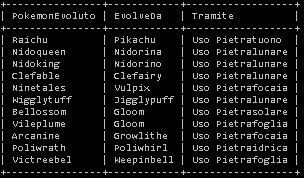 +----------------+------------+------------------+
| PokemonEvoluto | EvolveDa   | Tramite          |
+----------------+------------+------------------+
| Raichu         | Pikachu    | Uso Pietratuono  |
| Nidoqueen      | Nidorina   | Uso Pietralunare |
| Nidoking       | Nidorino   | Uso Pietralunare |
| Clefable       | Clefairy   | Uso Pietralunare |
| Ninetales      | Vulpix     | Uso Pietrafocaia |
| Wigglytuff     | Jigglypuff | Uso Pietralunare |
| Bellossom      | Gloom      | Uso Pietrasolare |
| Vileplume      | Gloom      | Uso Pietrafoglia |
| Arcanine       | Growlithe  | Uso Pietrafocaia |
| Poliwrath      | Poliwhirl  | Uso Pietraidrica |
| Victreebel     | Weepinbell | Uso Pietrafoglia |
+----------------+------------+------------------+